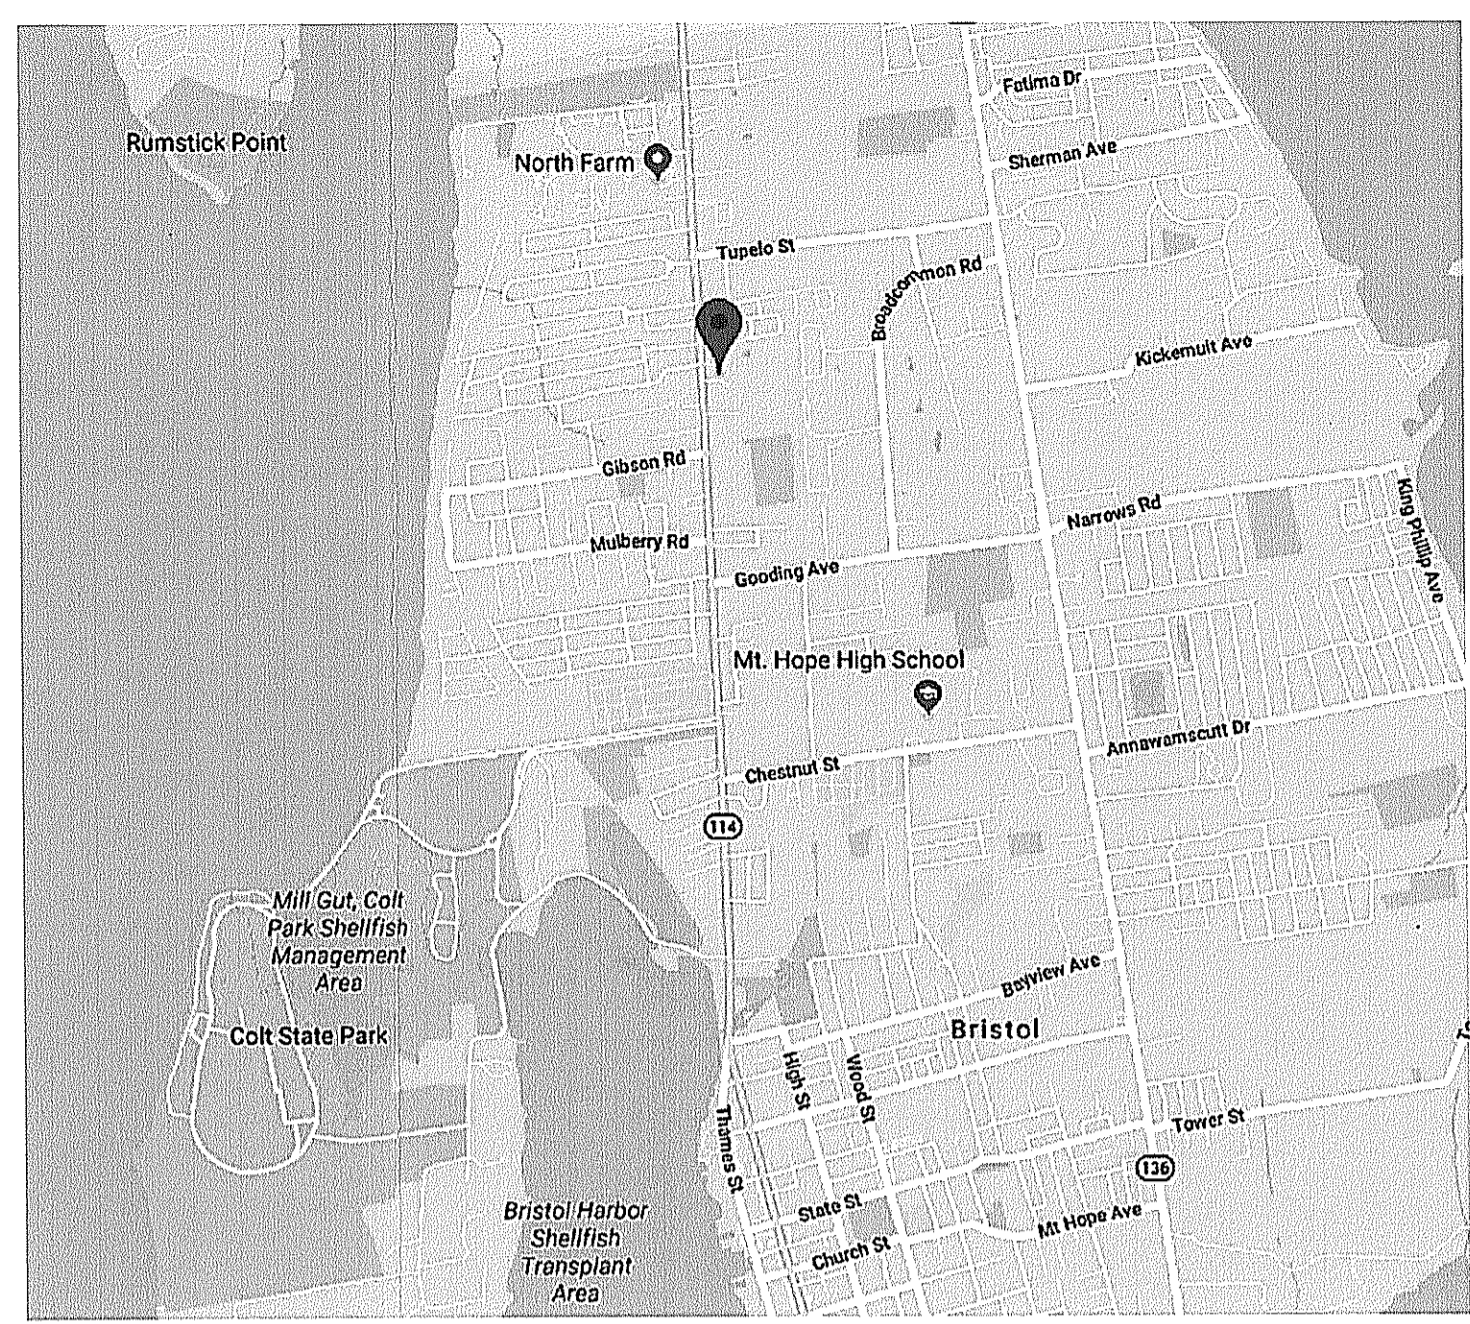 Fatima Dr
Rumstick Point
North Farm
Sherman Ave
Tupelo St
Broadcommon Rd
Kickemuit Ave
Gibson Rd
Narrows Rd
King Phillip Ave
Mulberry Rd
Gooding Ave
Mt. Hope High School
Annawamscutt Dr
Chestnut St
114
Mill Gut, Colt
Park Shellfish
Management
Area
Bayview Ave
Colt State Park
Bristol
High St
Wood St
Thames St
Tower St
136
State St
Mt Hope Ave
Bristol Harbor
Shellfish
Transplant
Area
Church St